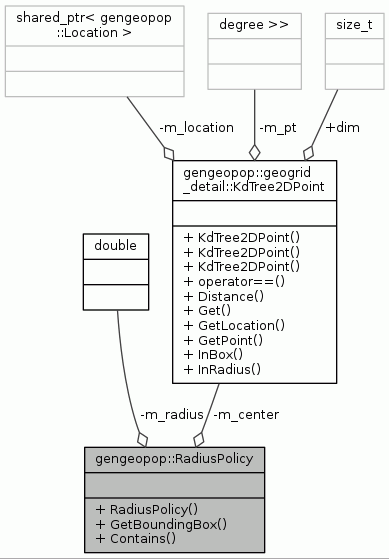 shared_ptr< gengeopop
::Location >
degree >>
size_t
-m_location
-m_pt
+dim
gengeopop::geogrid
_detail::KdTree2DPoint
+ KdTree2DPoint()
+ KdTree2DPoint()
+ KdTree2DPoint()
+ operator==()
+ Distance()
+ Get()
+ GetLocation()
+ GetPoint()
+ InBox()
+ InRadius()
double
-m_radius
-m_center
gengeopop::RadiusPolicy
+ RadiusPolicy()
+ GetBoundingBox()
+ Contains()